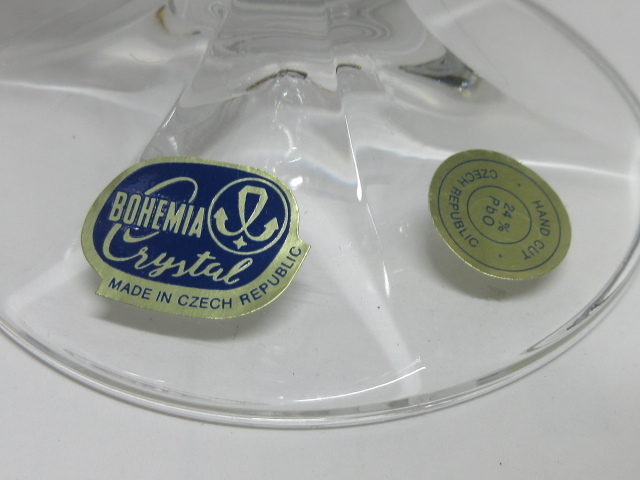 BOHEMIA
Crystal
MADE IN CZECH REPUBLIC
HAND CUT
24%
PbO
CZECH REPUBLIC